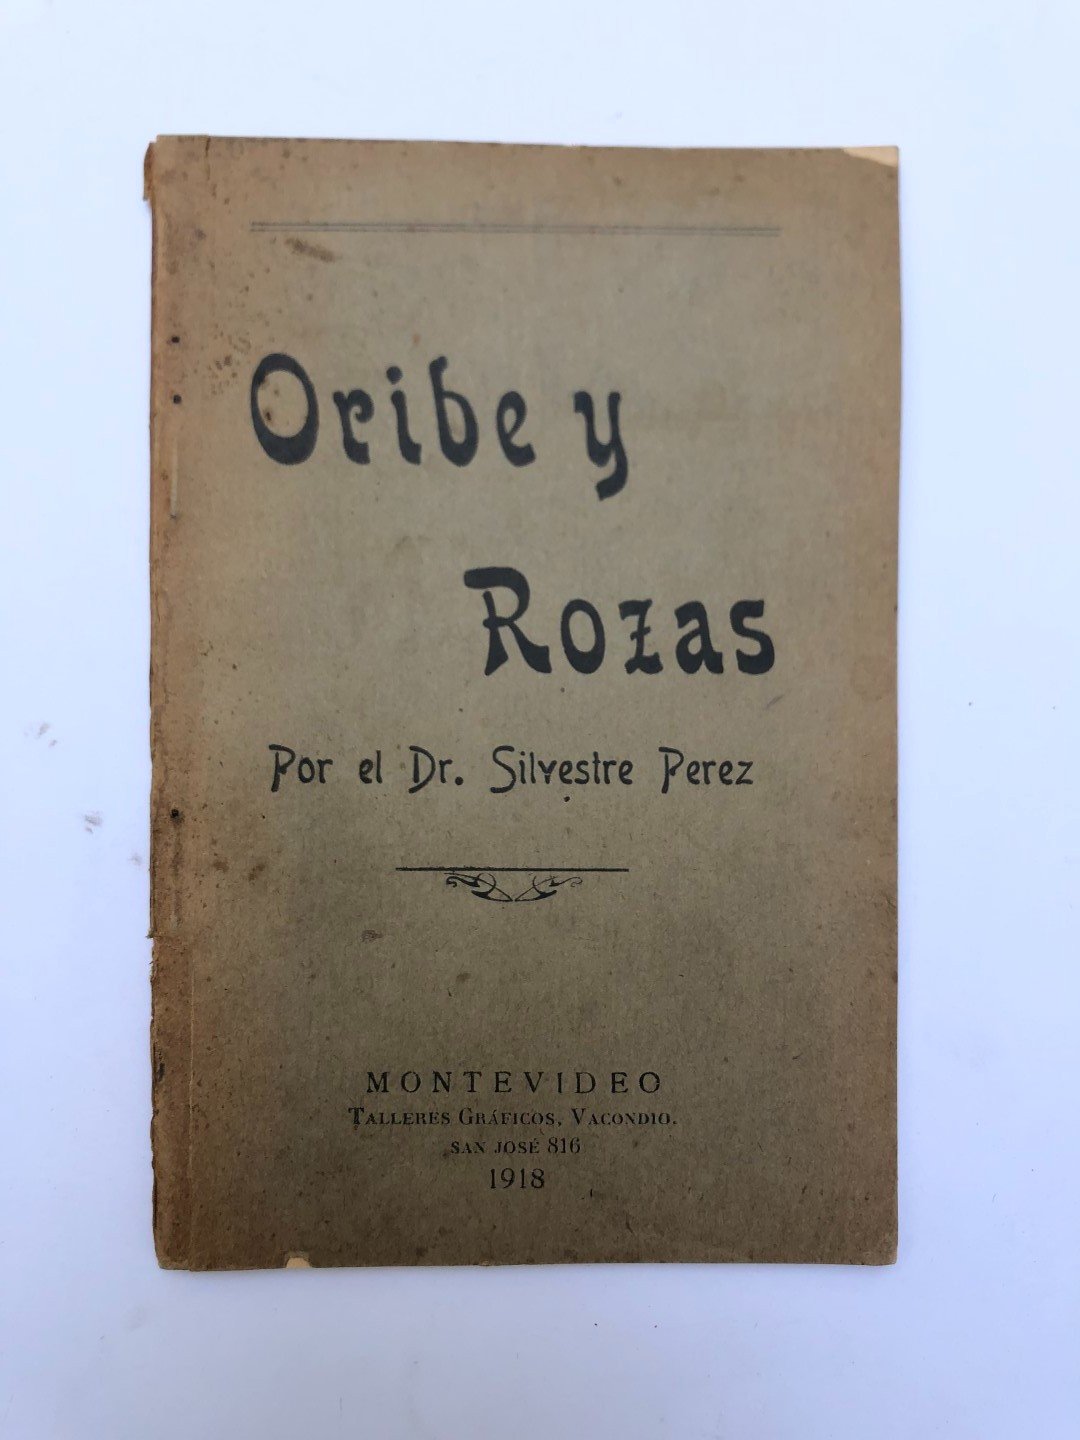 Oribe y
Rozas
Por el Dr. Silvestre Perez
MONTEVIDEO
TALLERES GRÁFICOS, VACONDIO.
SAN JOSÉ 816
1918